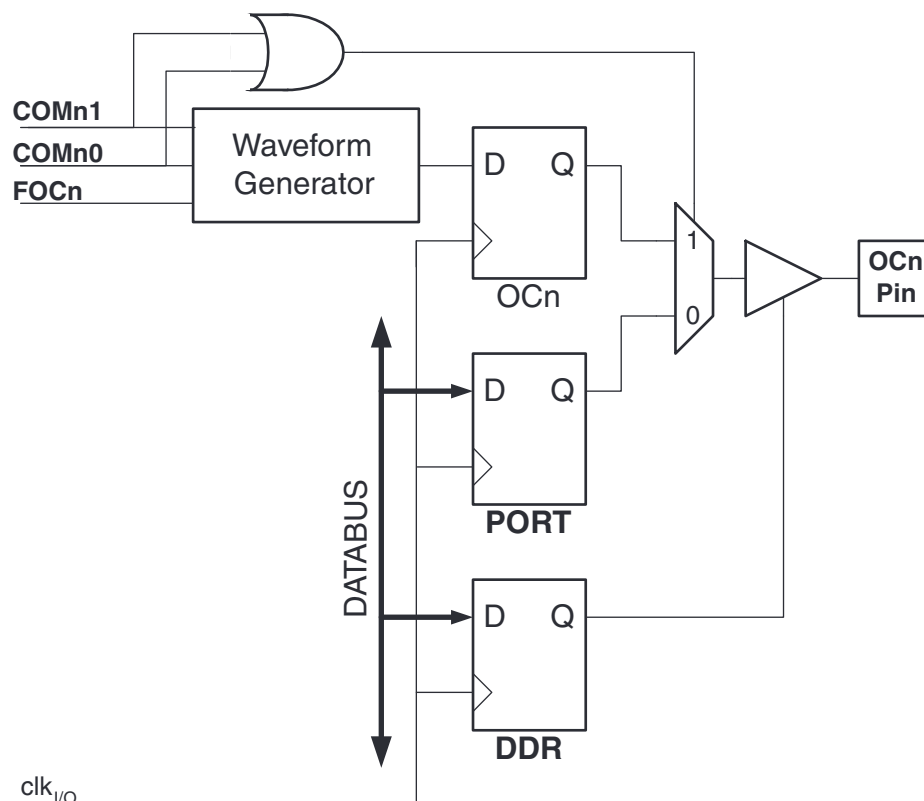 COMn1
COMn0
FOCn
Waveform
Generator
D Q
OCn
1
0
OCn
Pin
D Q
PORT
DATABUS
D Q
DDR
clkI/O